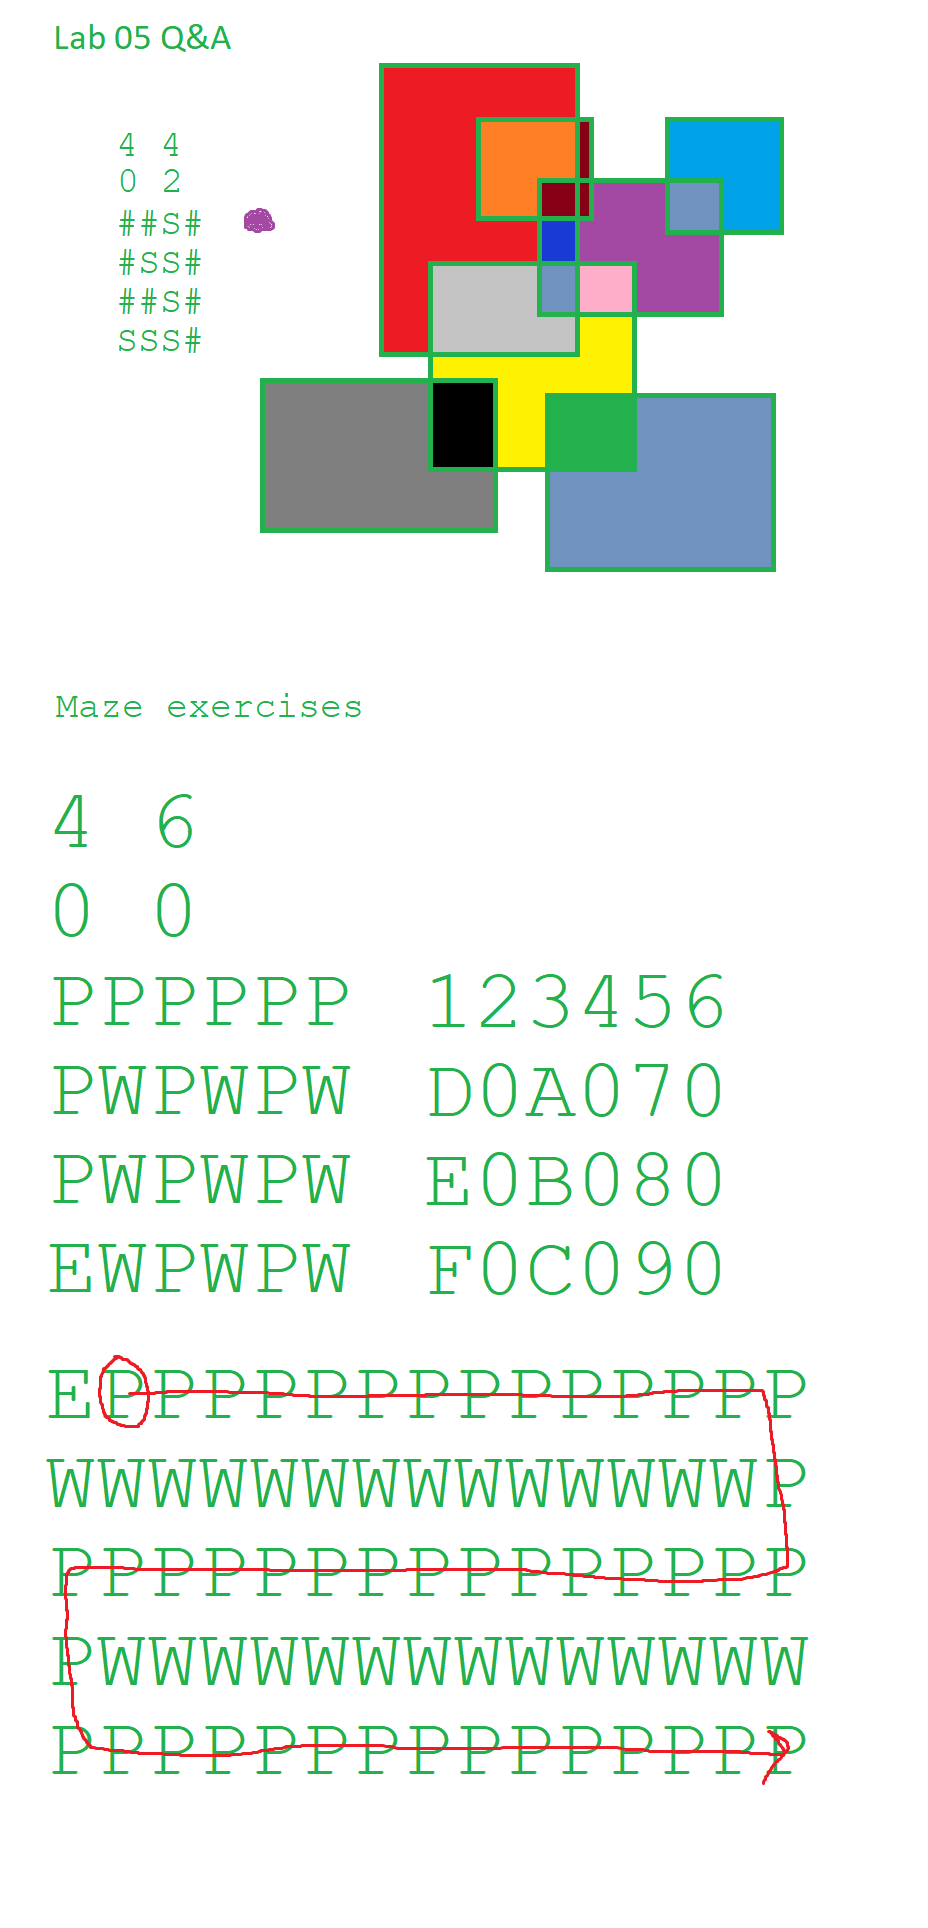 Lab 05 Q&A
4 4
0 2
##S#
#SS#
##S#
SSS#
Maze exercises
4 6
0 0
PPPPPP 123456
PWPWPW D0A070
PWPWPW E0B080
EWPWPW F0C090
EPPPPPPPPPPPPPP
WWWWWWWWWWWWWWP
PPPPPPPPPPPPPPP
PWWWWWWWWWWWWWW
PPPPPPPPPPPPPPP